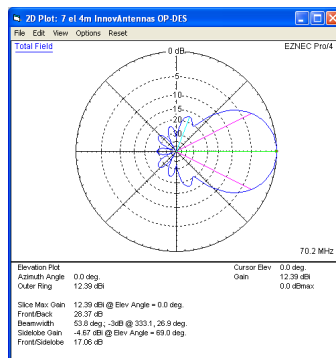 2D Plot: 7 el 4m InnovAntennas OP-DES
File Edit View Options Reset
Total Field
EZNEC Pro/4
0 dB
-5
-10
-15
-20
-30
70.2 MHz
Elevation Plot
Azimuth Angle 0.0 deg.
Outer Ring 12.39 dBi
Cursor Elev 0.0 deg.
Gain 12.39 dBi
0.0 dBmax
Slice Max Gain 12.39 dBi @ Elev Angle = 0.0 deg.
Front/Back 28.37 dB
Beamwidth 53.8 deg.; -3dB @ 333.1, 26.9 deg.
Sidelobe Gain -4.67 dBi @ Elev Angle = 69.0 deg.
Front/Sidelobe 17.06 dB